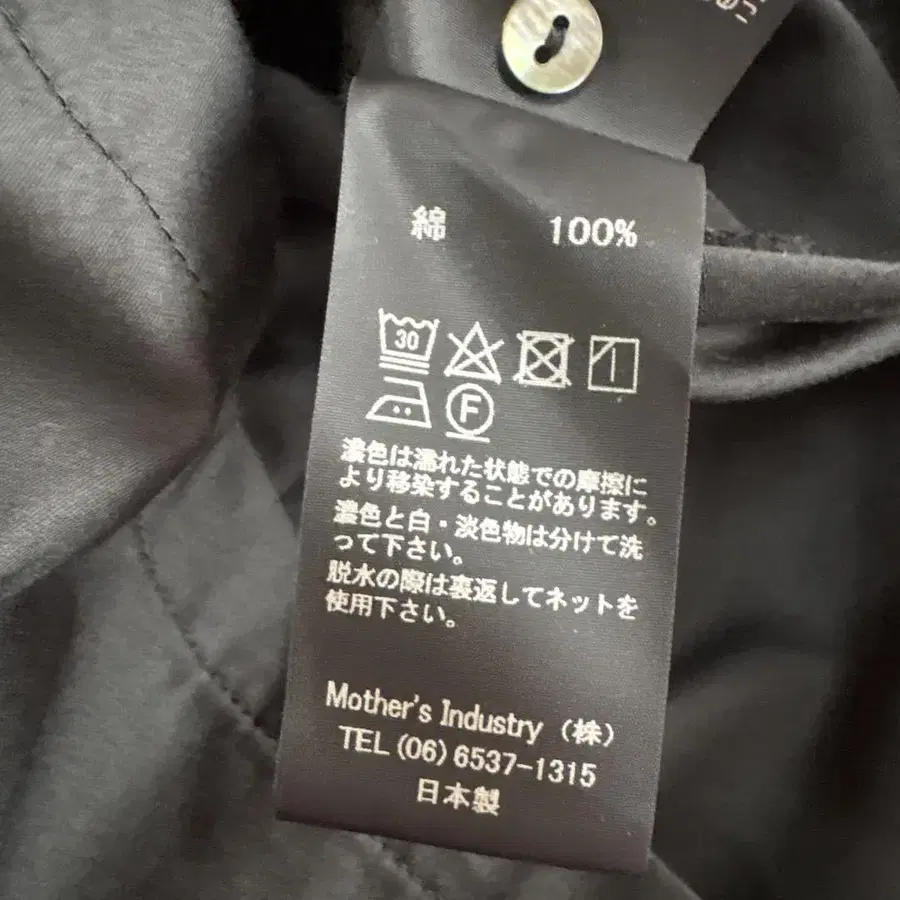 綿 100%
30
F
濃色は濡れた状態での摩擦に
より移染することがあります。
濃色と白・淡色物は分けて洗
って下さい。
脱水の際は裏返してネットを
使用下さい。
Mother's Industry (株)
TEL (06) 6537-1315
日本製